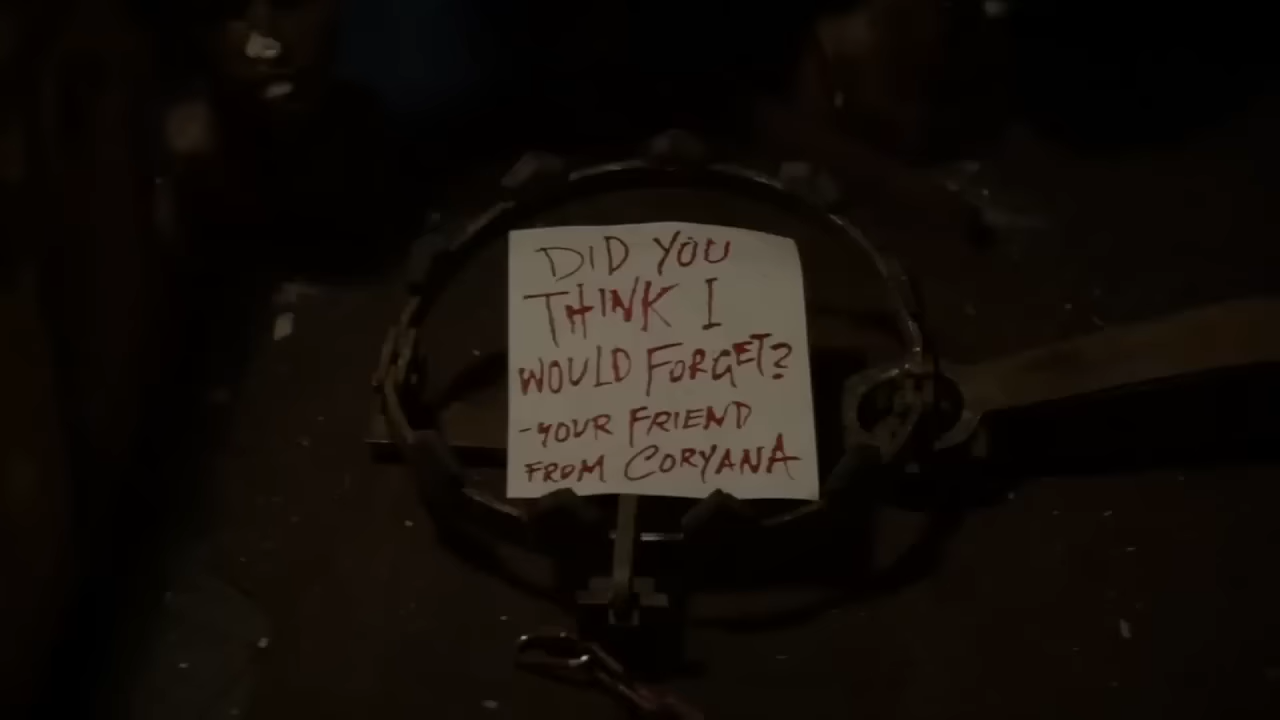 DID YOU
THINK I
WOULD FORGET?
-YOUR FRIEND
FROM CORYANA